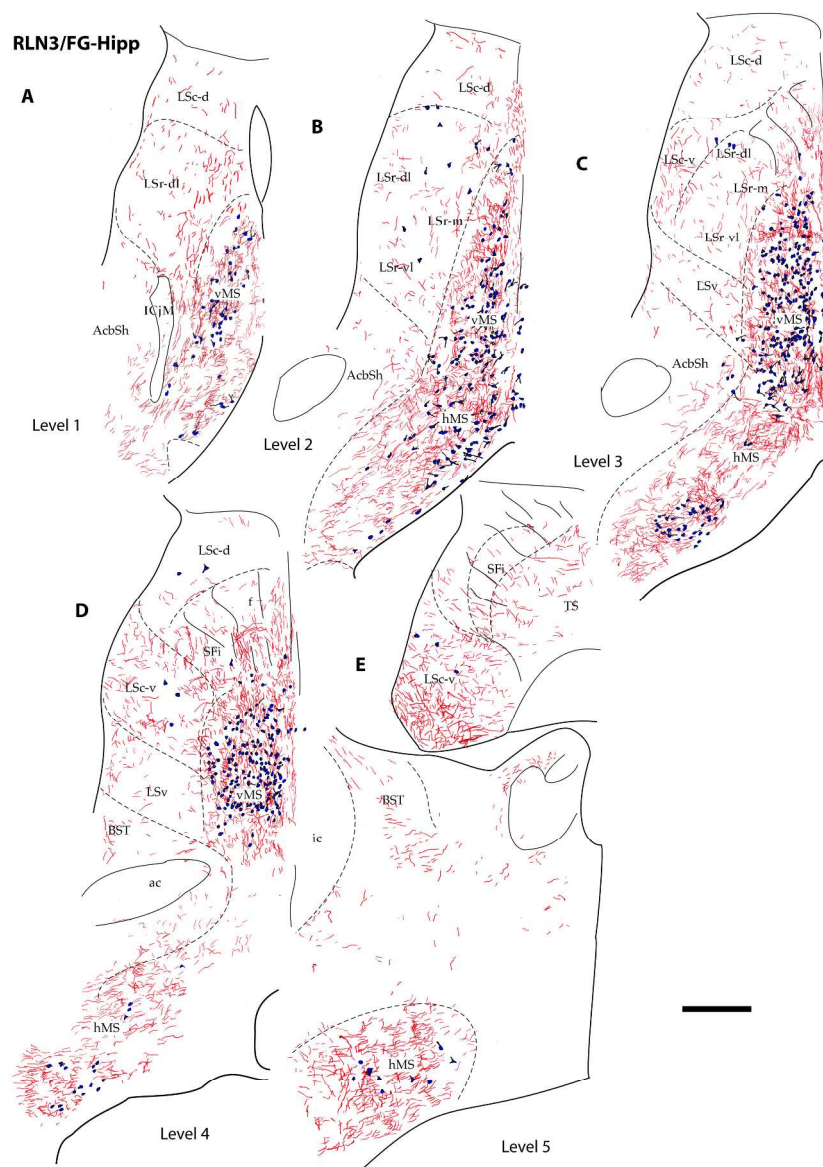 RLN3/FG-Hipp
A
LSc-d
LSr-dl
vMS
ICjM
AcbSh
Level 1
B
LSc-d
LSr-dl
LSr-m
LSr-vl
vMS
AcbSh
hMS
Level 2
C
LSc-d
LSc-v
LSr-dl
LSr-m
LSr-vl
LSv
vMS
AcbSh
hMS
Level 3
D
LSc-d
f
SFi
LSc-v
LSv
vMS
BST
ac
hMS
Level 4
E
SFi
TS
LSc-v
BST
ic
hMS
Level 5